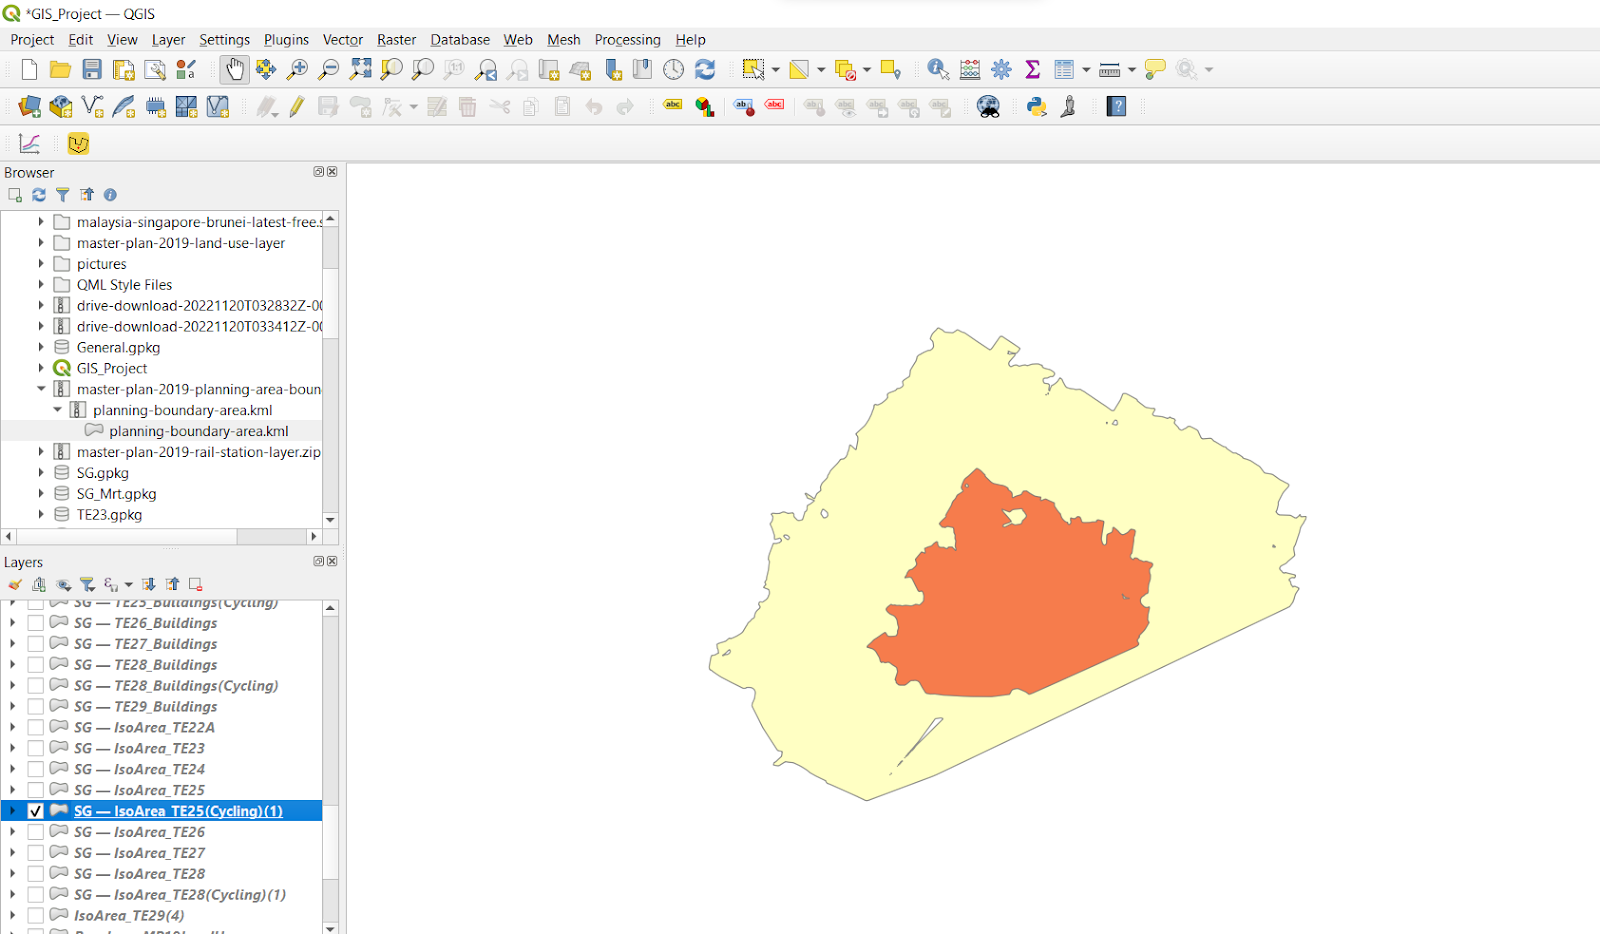 *GIS_Project — QGIS
Project Edit View Layer Settings Plugins Vector Raster Database Web Mesh Processing Help
Browser
malaysia-singapore-brunei-latest-free.s
master-plan-2019-land-use-layer
pictures
QML Style Files
drive-download-20221120T032832Z-00
drive-download-20221120T033412Z-00
General.gpkg
GIS_Project
master-plan-2019-planning-area-boun
planning-boundary-area.kml
planning-boundary-area.kml
master-plan-2019-rail-station-layer.zip
SG.gpkg
SG_Mrt.gpkg
TE23.gpkg
Layers
SG — TE25_Buildings(Cycling)
SG — TE26_Buildings
SG — TE27_Buildings
SG — TE28_Buildings
SG — TE28_Buildings(Cycling)
SG — TE29_Buildings
SG — IsoArea_TE22A
SG — IsoArea_TE23
SG — IsoArea_TE24
SG — IsoArea_TE25
SG — IsoArea_TE25(Cycling)(1)
SG — IsoArea_TE26
SG — IsoArea_TE27
SG — IsoArea_TE28
SG — IsoArea_TE28(Cycling)(1)
IsoArea_TE29(4)